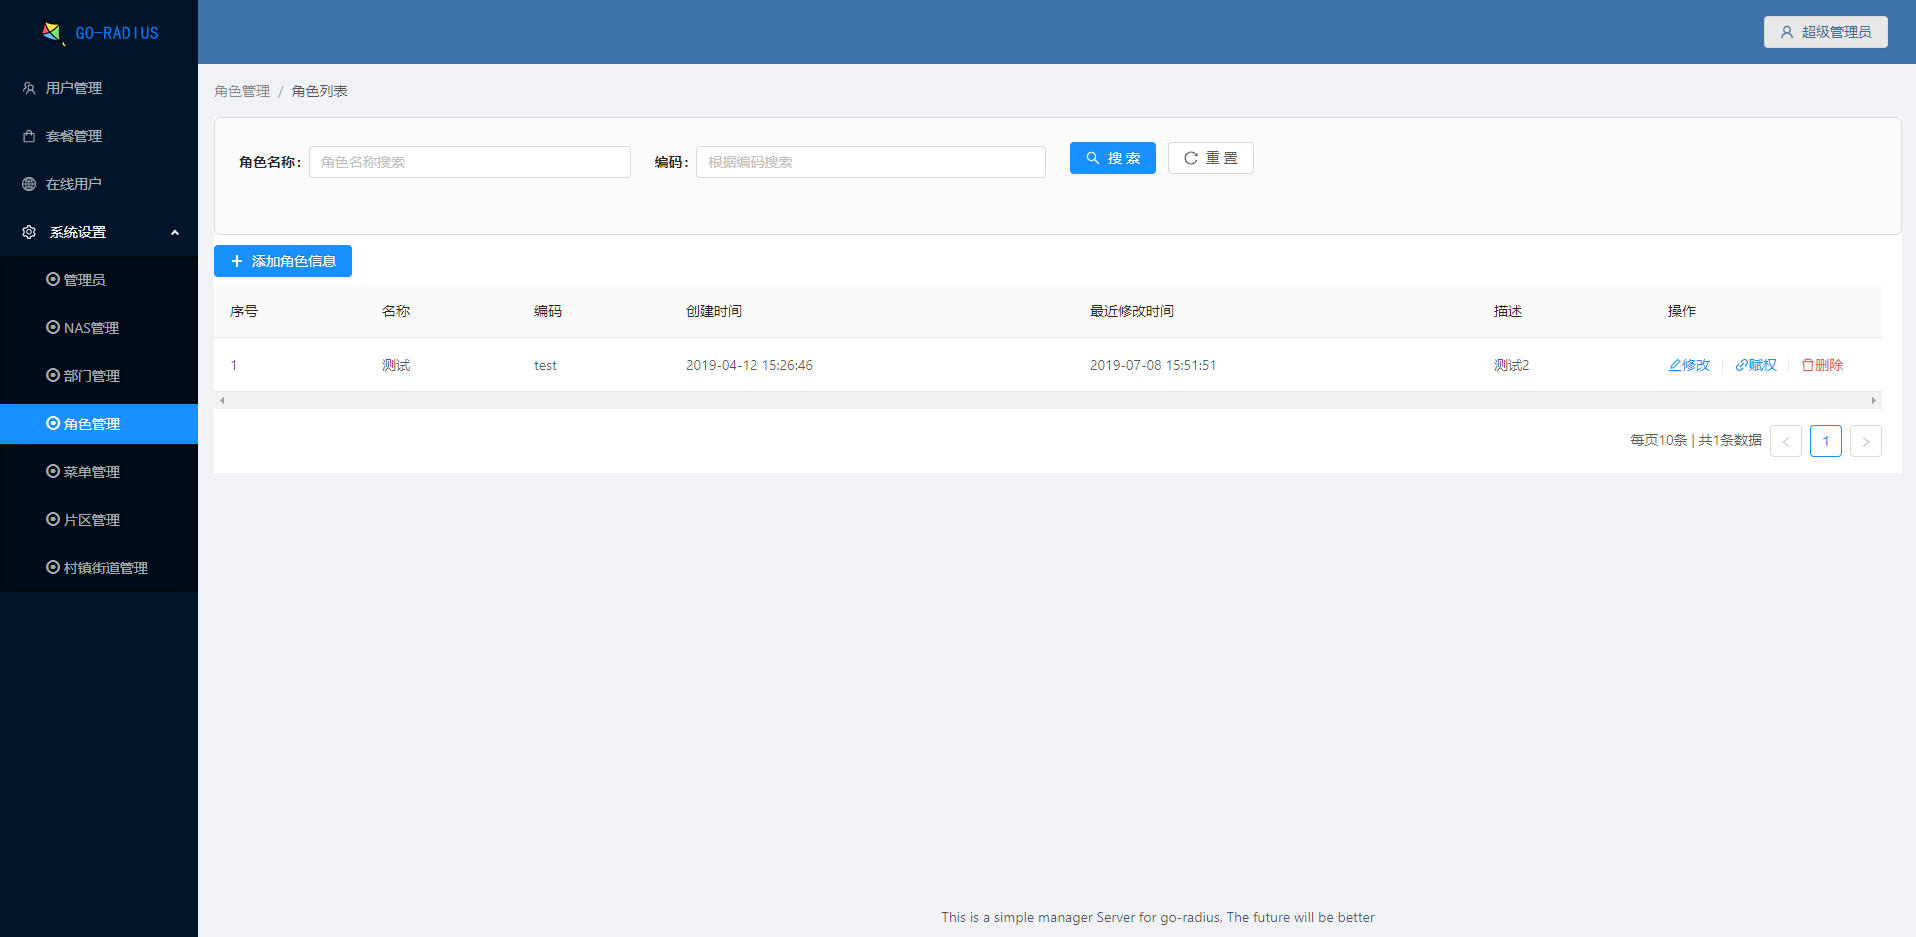 GO-RADIUS
超级管理员
用户管理
套餐管理
在线用户
系统设置
管理员
NAS管理
部门管理
角色管理
菜单管理
片区管理
村镇街道管理
角色管理 / 角色列表
角色名称: 角色名称搜索 编码: 根据编码搜索 搜 索 重 置
添加角色信息
序号 名称 编码 创建时间 最近修改时间 描述 操作
1 测试 test 2019-04-12 15:26:46 2019-07-08 15:51:51 测试2 修改 赋权 删除
每页10条 | 共1条数据 < 1 >
This is a simple manager Server for go-radius, The future will be better